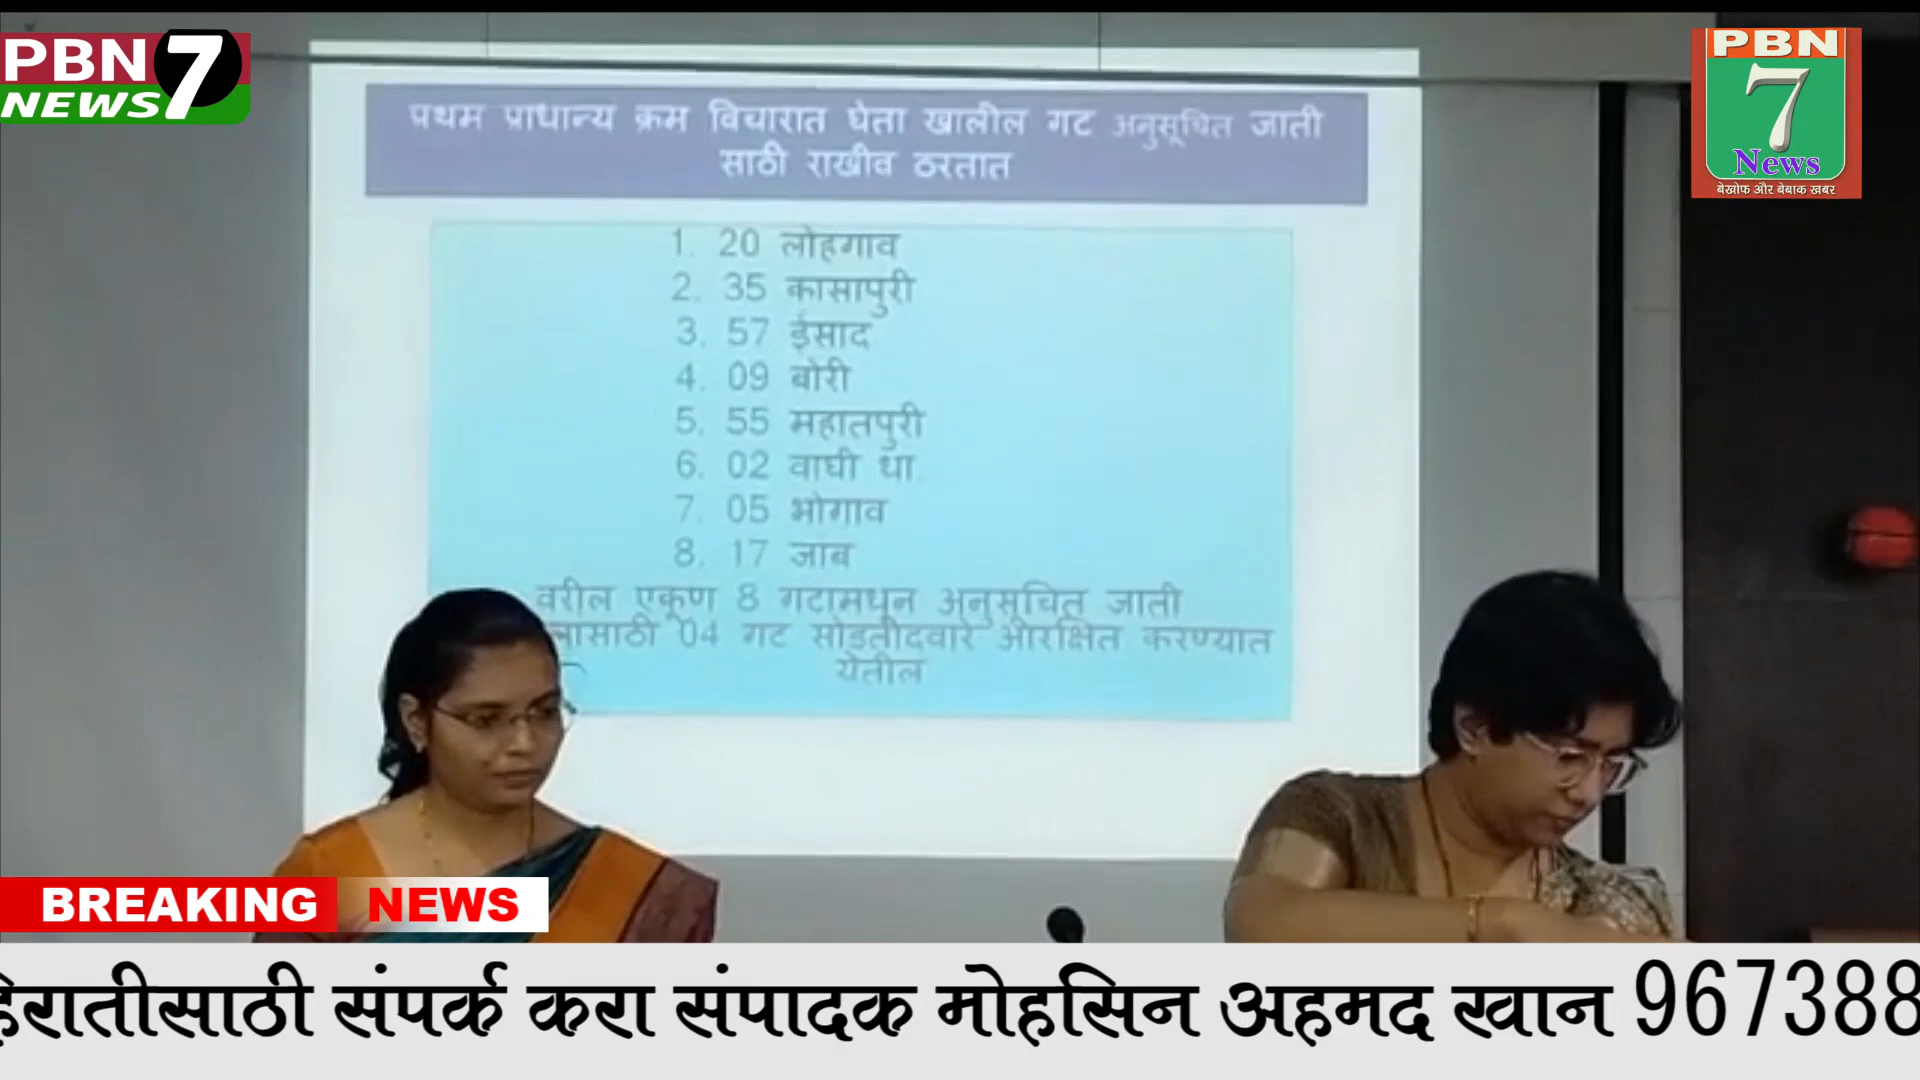 PBN 7
NEWS
PBN
7
News
बेखोफ और बेबाक खबर
प्रथम प्राधान्य क्रम विचारात घेता खालील गट अनुसूचित जाती
साठी राखीव ठरतात
1. 20 लोहगाव
2. 35 कासापुरी
3. 57 ईसाद
4. 09 बोरी
5. 55 महातपुरी
6. 02 वाघी धा.
7. 05 भोगाव
8. 17 जांब
वरील एकूण 8 गटामधून अनुसूचित जाती
04 गट सोडतीद्वारे आरक्षित करण्यात
येतील
BREAKING NEWS
संपर्क करा संपादक मोहसिन अहमद खान 967388